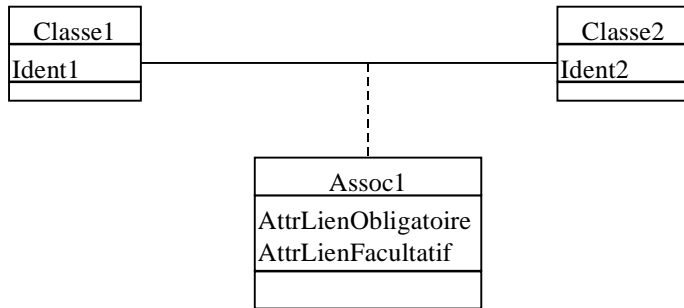 Classe1
Classe2
Ident1
Ident2
Assoc1
AttrLienObligatoire
AttrLienFacultatif